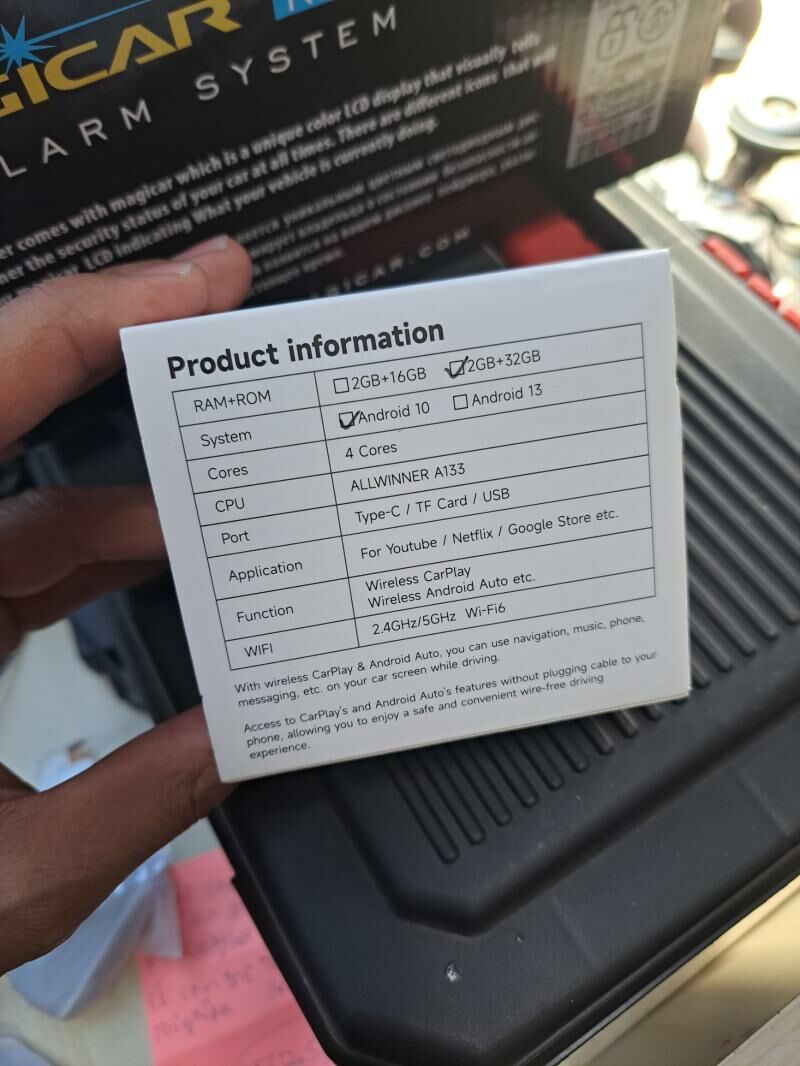 GICAR
LARM SYSTEM
er comes with magicar which is a unique color LCD display that visually tells
ner the security status of your car at all times. There are different icons that will
LCD indicating What your vehicle is currently doing.
GICAR.COM
Product information
RAM+ROM ☐2GB+16GB ☑2GB+32GB
System ☑Android 10 ☐Android 13
Cores 4 Cores
CPU ALLWINNER A133
Port Type-C / TF Card / USB
Application For Youtube / Netflix / Google Store etc.
Function Wireless CarPlay
Wireless Android Auto etc.
WIFI 2.4GHz/5GHz Wi-Fi6
With wireless CarPlay & Android Auto, you can use navigation, music, phone,
messaging, etc. on your car screen while driving.
Access to CarPlay's and Android Auto's features without plugging cable to your
phone, allowing you to enjoy a safe and convenient wire-free driving
experience.